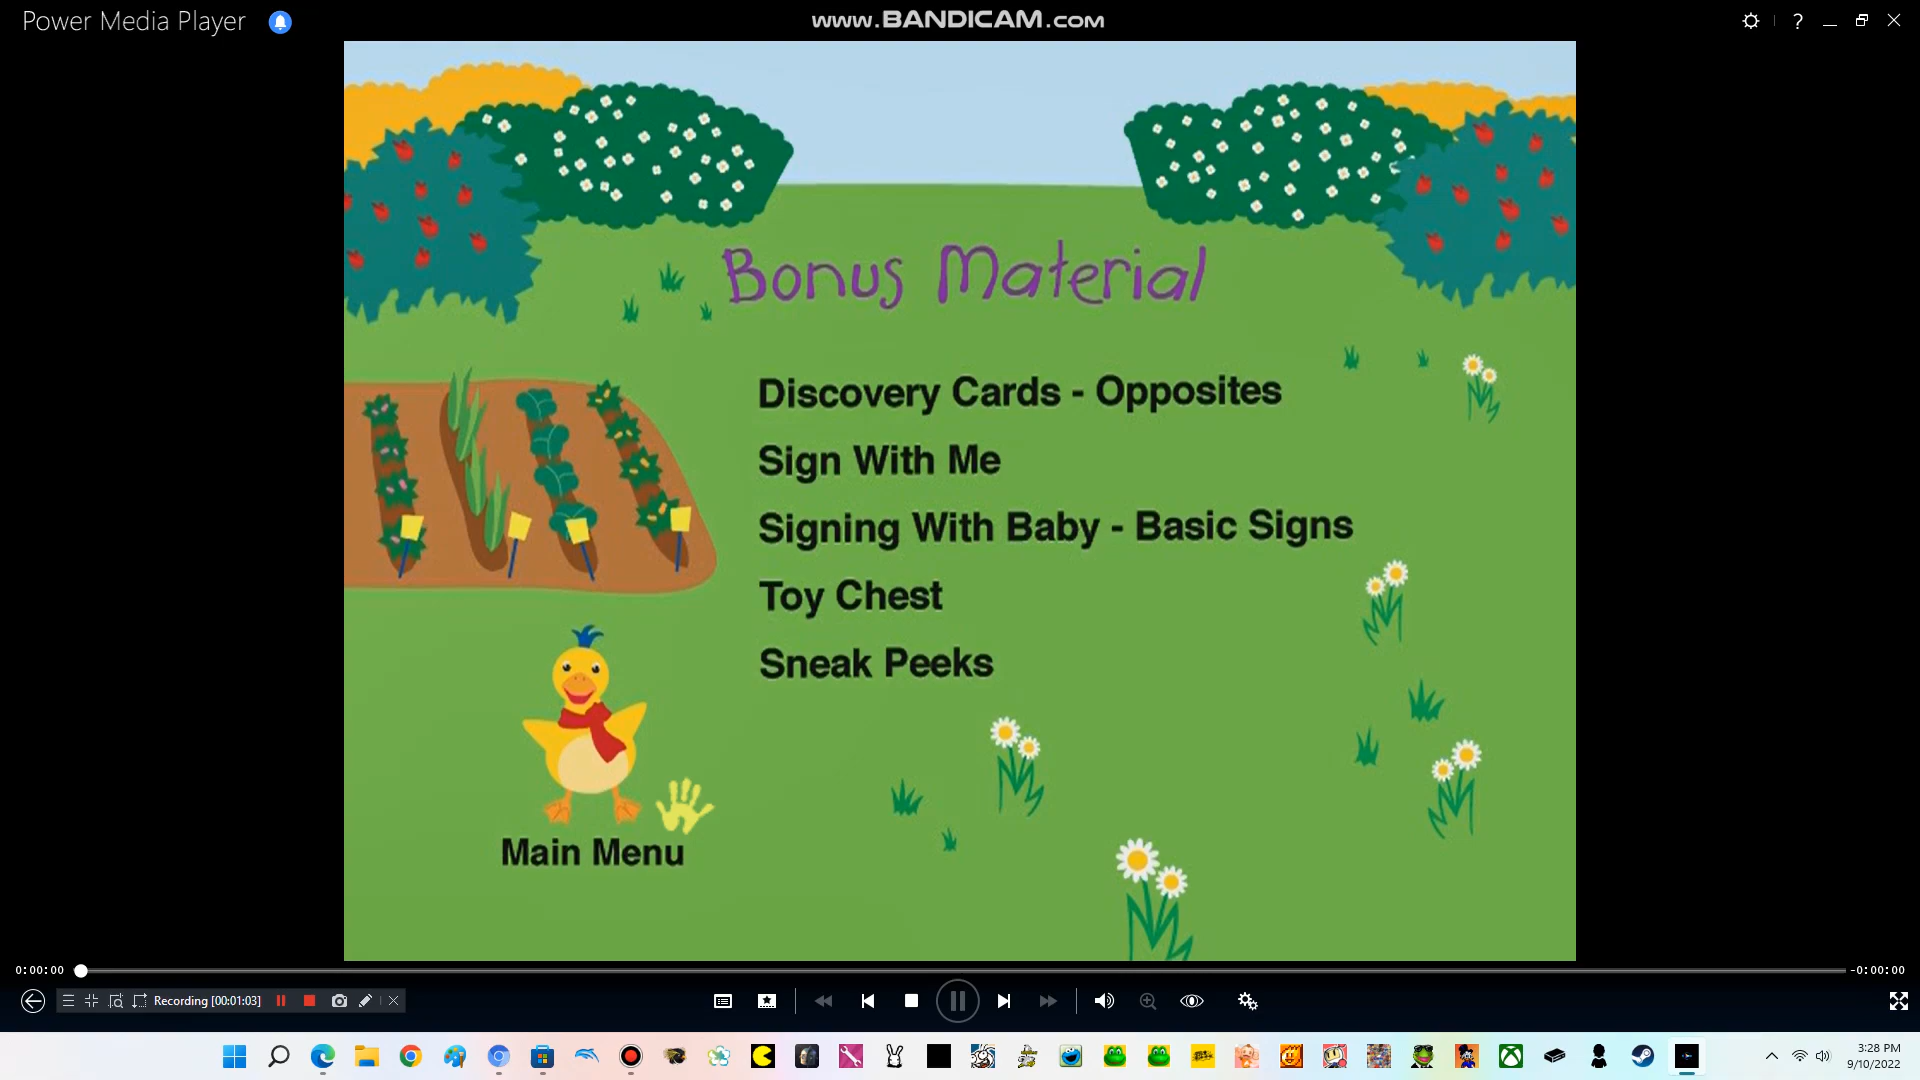 Power Media Player
www.BANDICAM.com
Bonus Material
Discovery Cards - Opposites
Sign With Me
Signing With Baby - Basic Signs
Toy Chest
Sneak Peeks
Main Menu
0:00:00
-0:00:00
Recording [00:01:03]
3:28 PM
9/10/2022